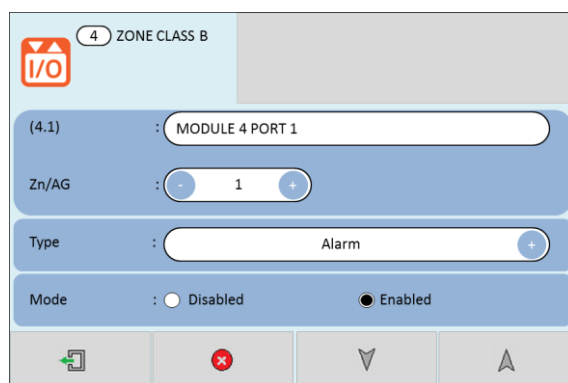 4 ZONE CLASS B
I/O
(4.1) : MODULE 4 PORT 1
Zn/AG : - 1 +
Type : Alarm +
Mode : Disabled Enabled